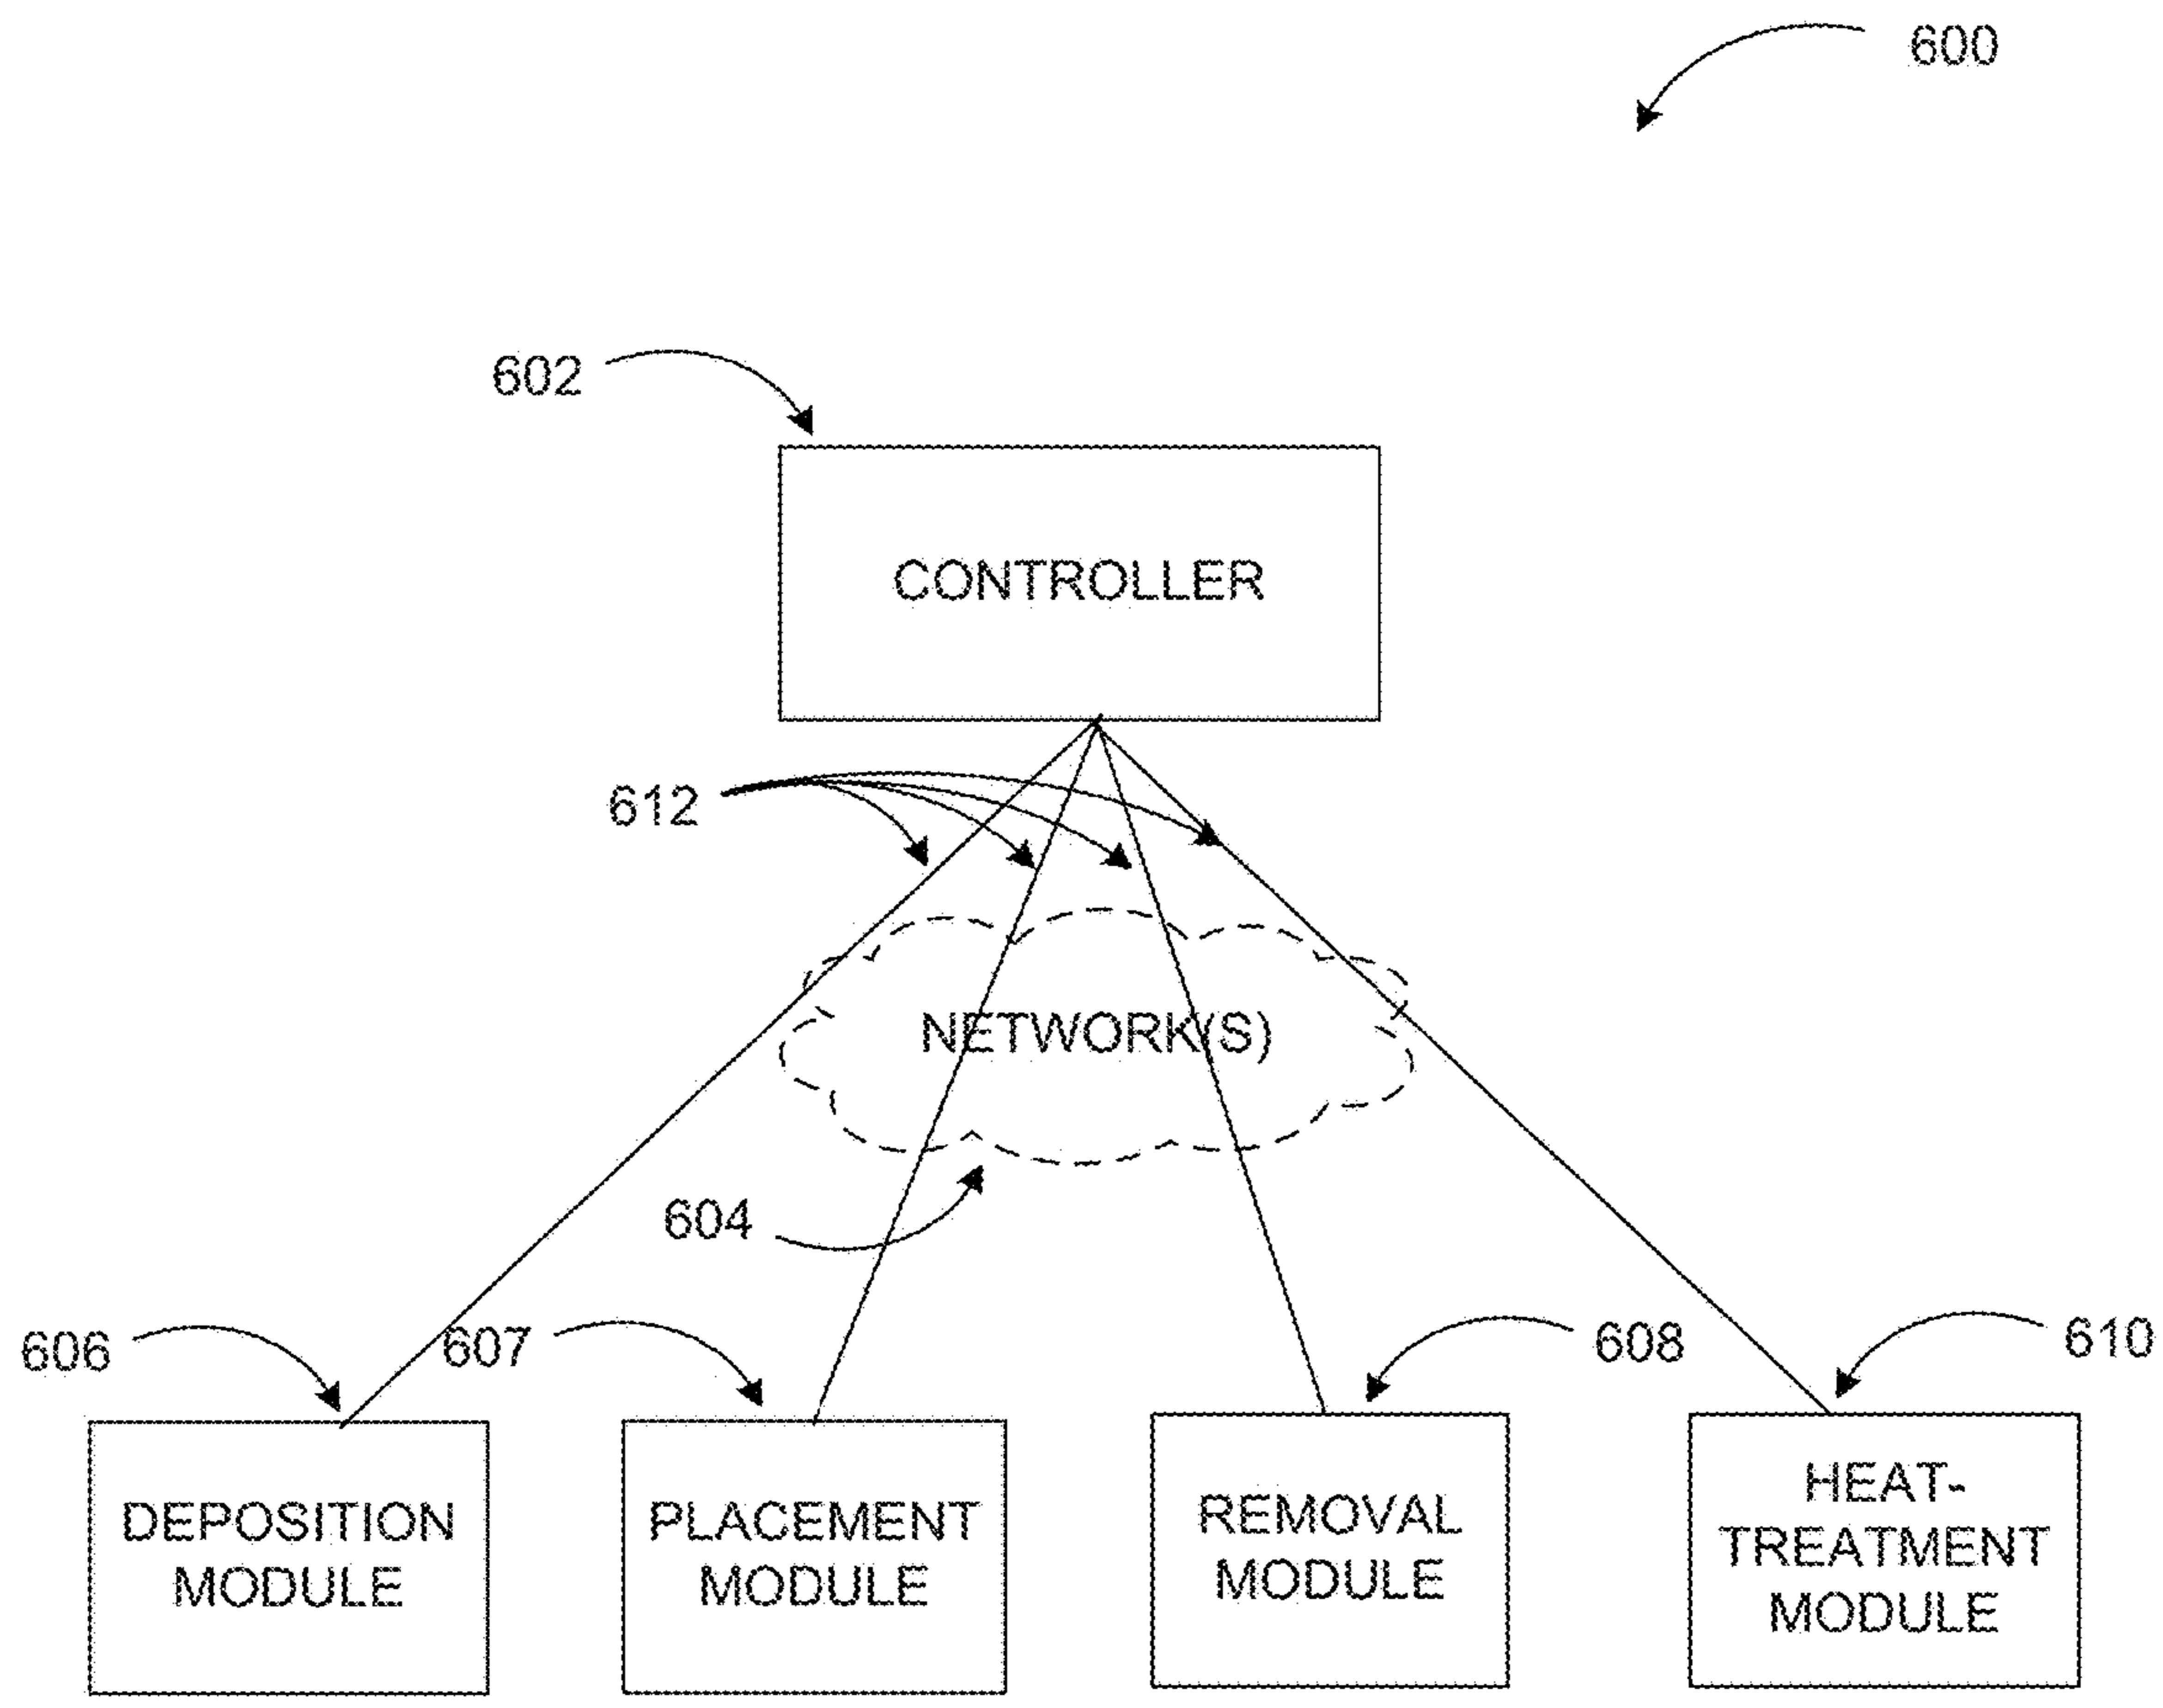 600
602
CONTROLLER
612
NETWORK(S)
604
606
607
608
610
DEPOSITION
MODULE
PLACEMENT
MODULE
REMOVAL
MODULE
HEAT-
TREATMENT
MODULE